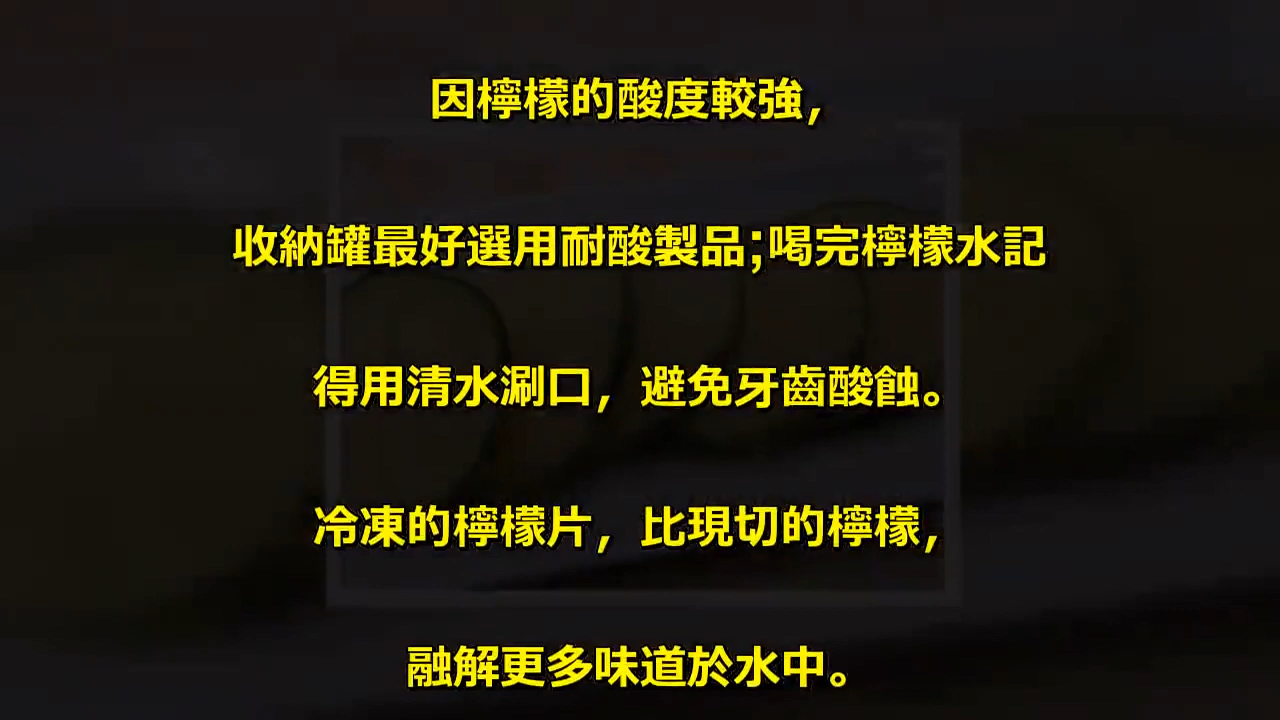 因檸檬的酸度較強，
收納罐最好選用耐酸製品;喝完檸檬水記
得用清水涮口，避免牙齒酸蝕。
冷凍的檸檬片，比現切的檸檬，
融解更多味道於水中。